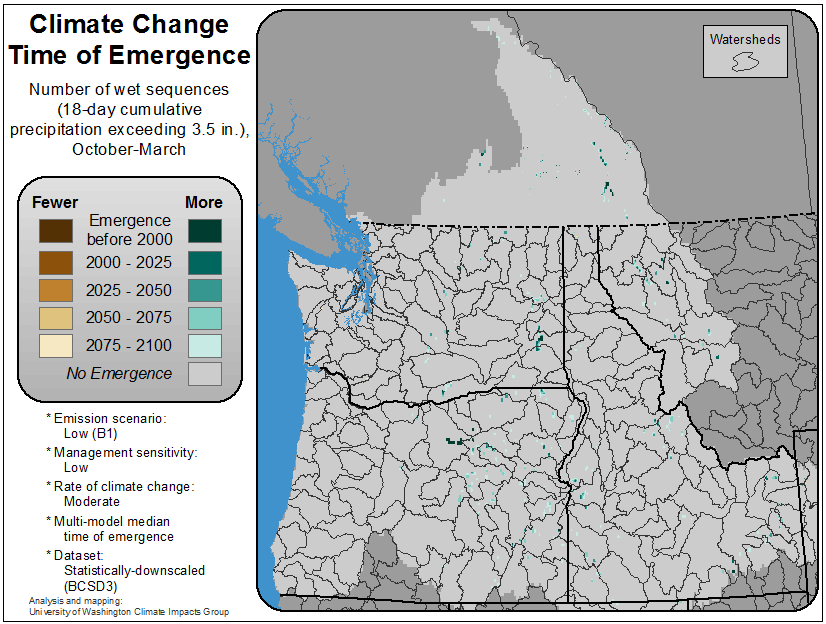 Climate Change
Time of Emergence
Number of wet sequences
(18-day cumulative
precipitation exceeding 3.5 in.),
October-March
Fewer More
Emergence
before 2000
2000 - 2025
2025 - 2050
2050 - 2075
2075 - 2100
No Emergence
* Emission scenario:
Low (B1)
* Management sensitivity:
Low
* Rate of climate change:
Moderate
* Multi-model median
time of emergence
* Dataset:
Statistically-downscaled
(BCSD3)
Analysis and mapping:
University of Washington Climate Impacts Group
Watersheds